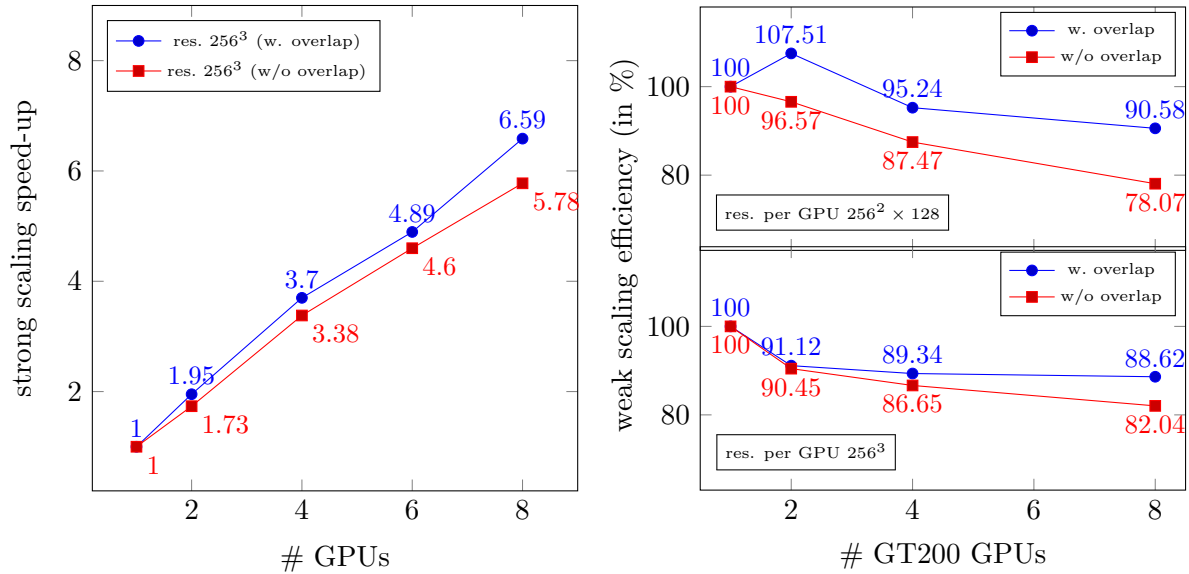 strong scaling speed-up
8
6
4
2
res. 256³ (w. overlap)
res. 256³ (w/o overlap)
1
1.95
3.7
4.89
6.59
1
1.73
3.38
4.6
5.78
2 4 6 8
# GPUs
weak scaling efficiency (in %)
100
80
w. overlap
w/o overlap
100
107.51
95.24
90.58
100
96.57
87.47
78.07
res. per GPU 256² × 128
100
80
w. overlap
w/o overlap
100
91.12
89.34
88.62
100
90.45
86.65
82.04
res. per GPU 256³
2 4 6 8
# GT200 GPUs